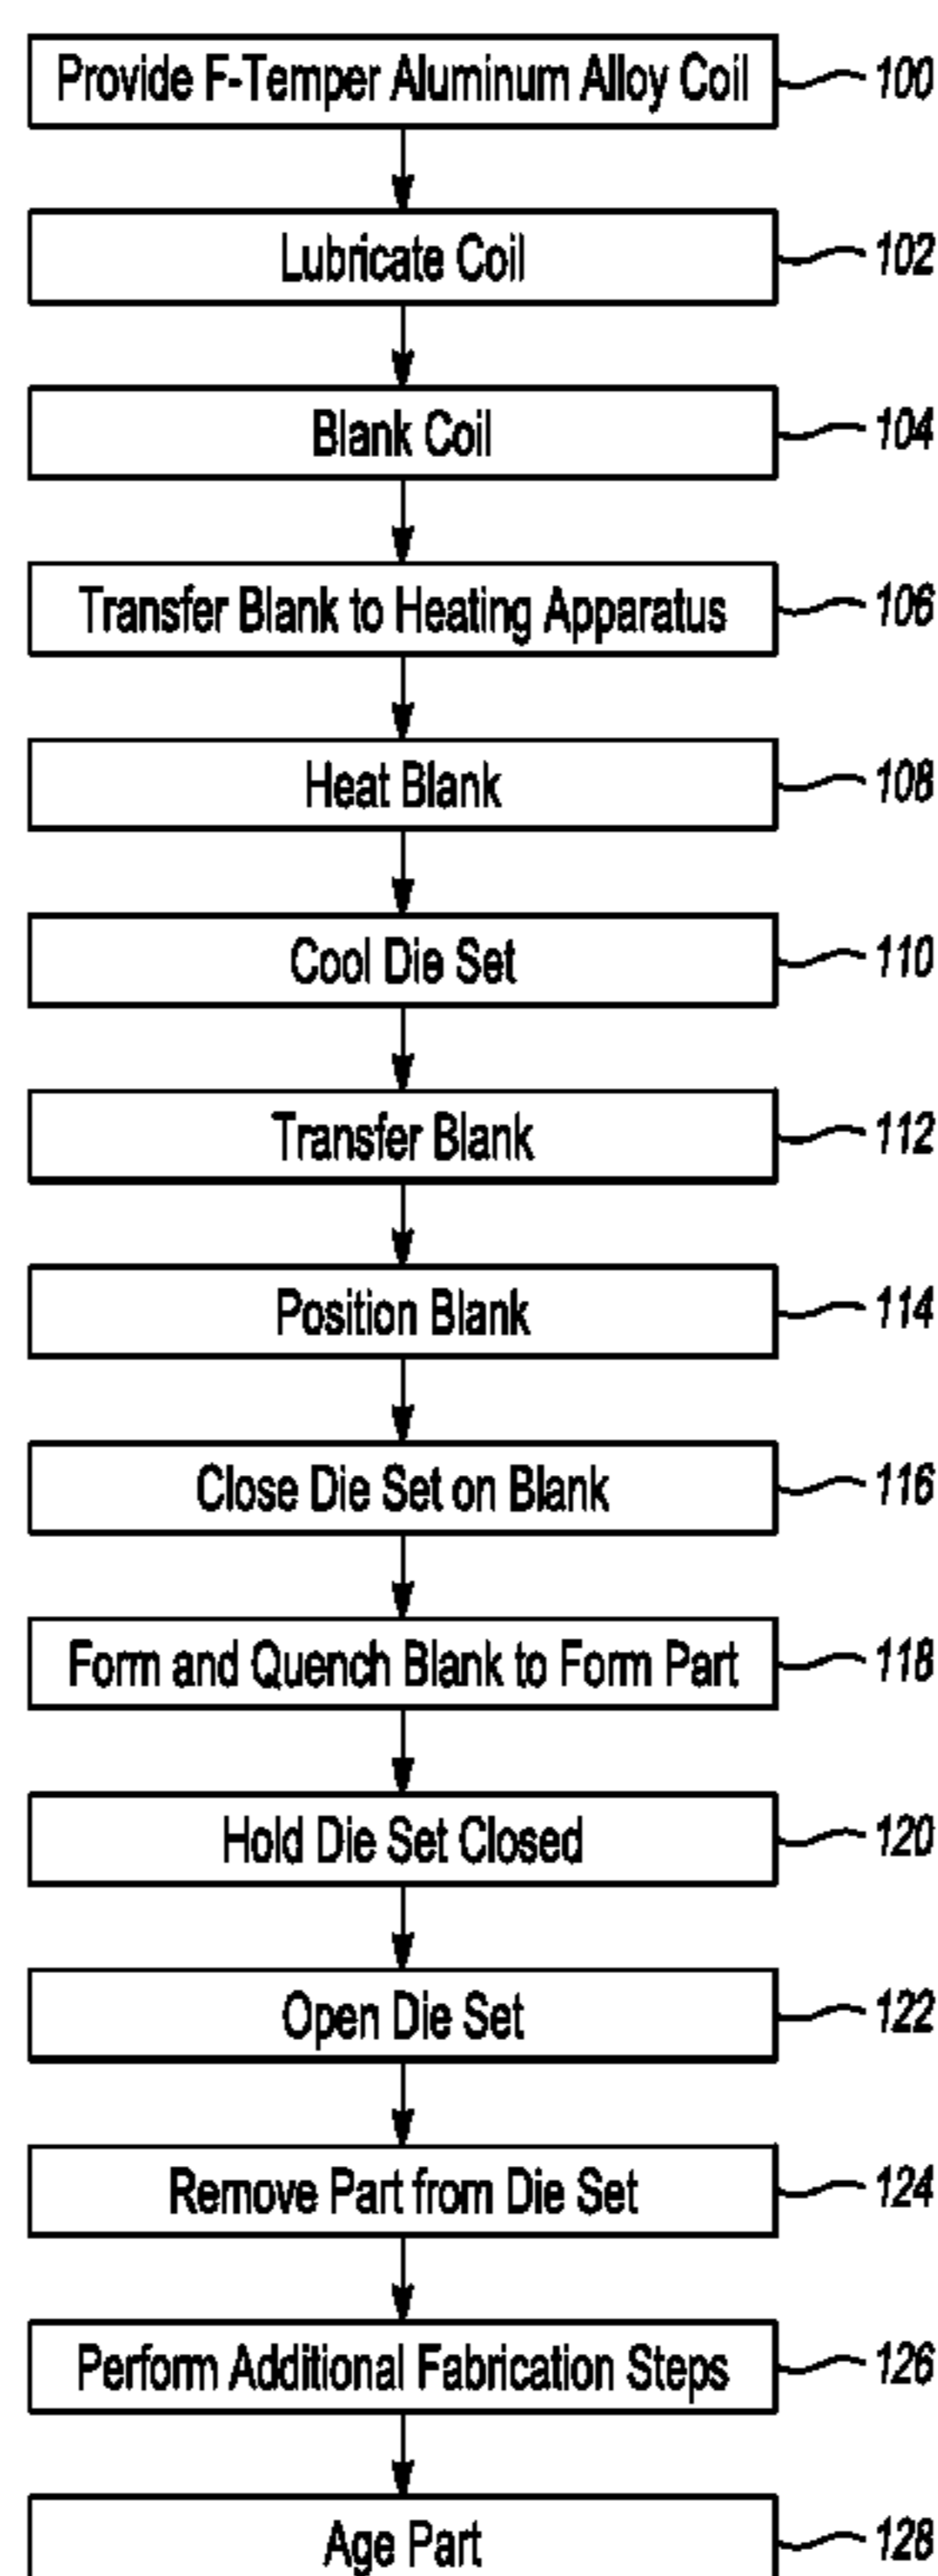 Provide F-Temper Aluminum Alloy Coil 100
Lubricate Coil 102
Blank Coil 104
Transfer Blank to Heating Apparatus 106
Heat Blank 108
Cool Die Set 110
Transfer Blank 112
Position Blank 114
Close Die Set on Blank 116
Form and Quench Blank to Form Part 118
Hold Die Set Closed 120
Open Die Set 122
Remove Part from Die Set 124
Perform Additional Fabrication Steps 126
Age Part 128